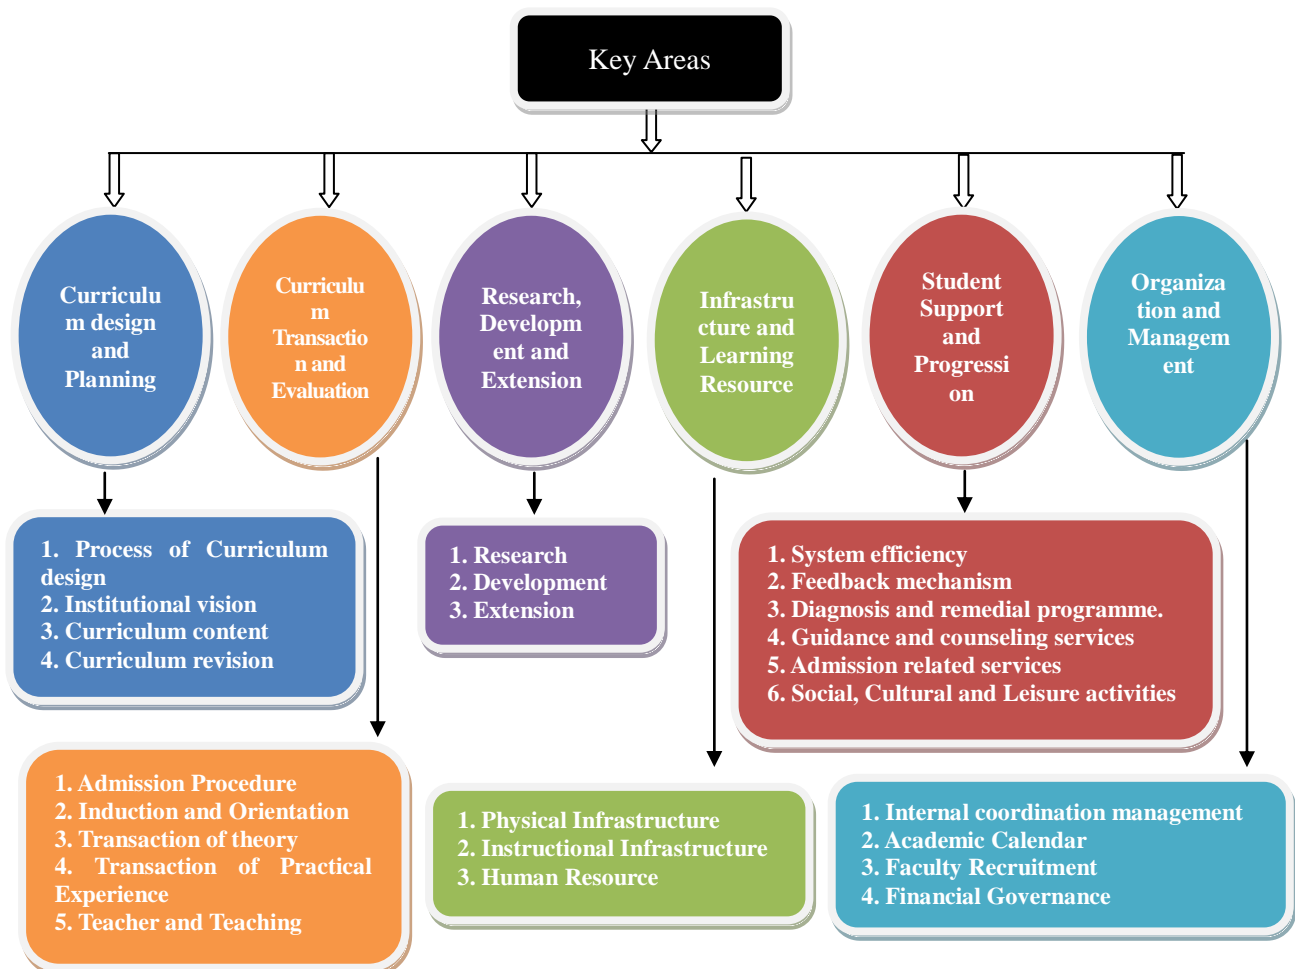 Key Areas
Curriculu
m design
and
Planning
Curriculu
m
Transactio
n and
Evaluation
Research,
Developm
ent and
Extension
Infrastru
cture and
Learning
Resource
Student
Support
and
Progressi
on
Organiza
tion and
Managem
ent
1. Process of Curriculum
design
2. Institutional vision
3. Curriculum content
4. Curriculum revision
1. Research
2. Development
3. Extension
1. System efficiency
2. Feedback mechanism
3. Diagnosis and remedial programme.
4. Guidance and counseling services
5. Admission related services
6. Social, Cultural and Leisure activities
1. Admission Procedure
2. Induction and Orientation
3. Transaction of theory
4. Transaction of Practical
Experience
5. Teacher and Teaching
1. Physical Infrastructure
2. Instructional Infrastructure
3. Human Resource
1. Internal coordination management
2. Academic Calendar
3. Faculty Recruitment
4. Financial Governance